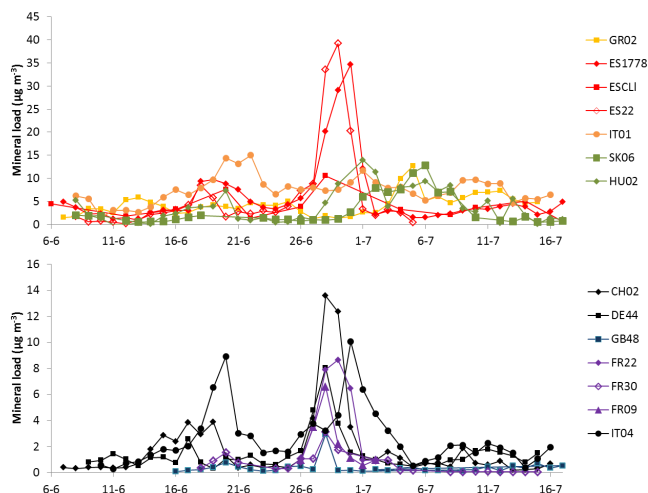 45
40
35
30
25
20
15
10
5
0
Mineral load (µg m⁻³)
6-6 11-6 16-6 21-6 26-6 1-7 6-7 11-7 16-7
GR02
ES1778
ESCLl
ES22
IT01
SK06
HU02
16
14
12
10
8
6
4
2
0
Mineral load (µg m⁻³)
6-6 11-6 16-6 21-6 26-6 1-7 6-7 11-7 16-7
CH02
DE44
GB48
FR22
FR30
FR09
IT04